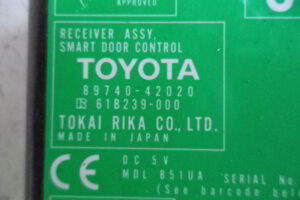 APPROVED
RECEIVER ASSY,
SMART DOOR CONTROL
TOYOTA
89740-42020
61B239-000
TOKAI RIKA CO., LTD.
MADE IN JAPAN
CE
DC 5V
MDL B51UA SERIAL No.
(See barcode below